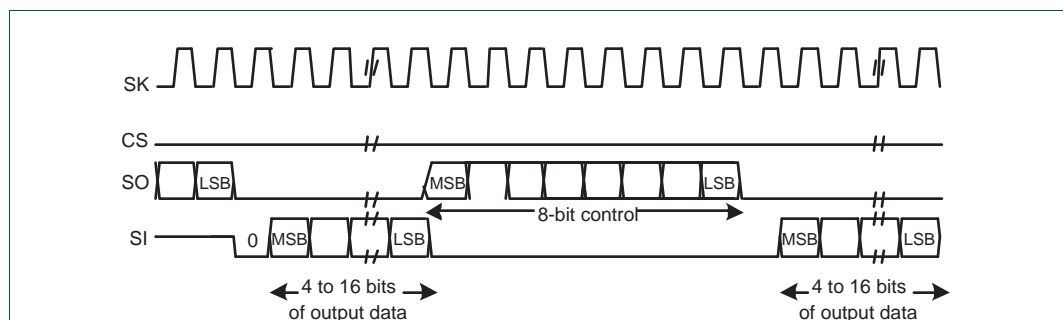 SK
CS
SO
LSB
MSB
LSB
8-bit control
SI
0
MSB
LSB
MSB
LSB
4 to 16 bits
of output data
4 to 16 bits
of output data